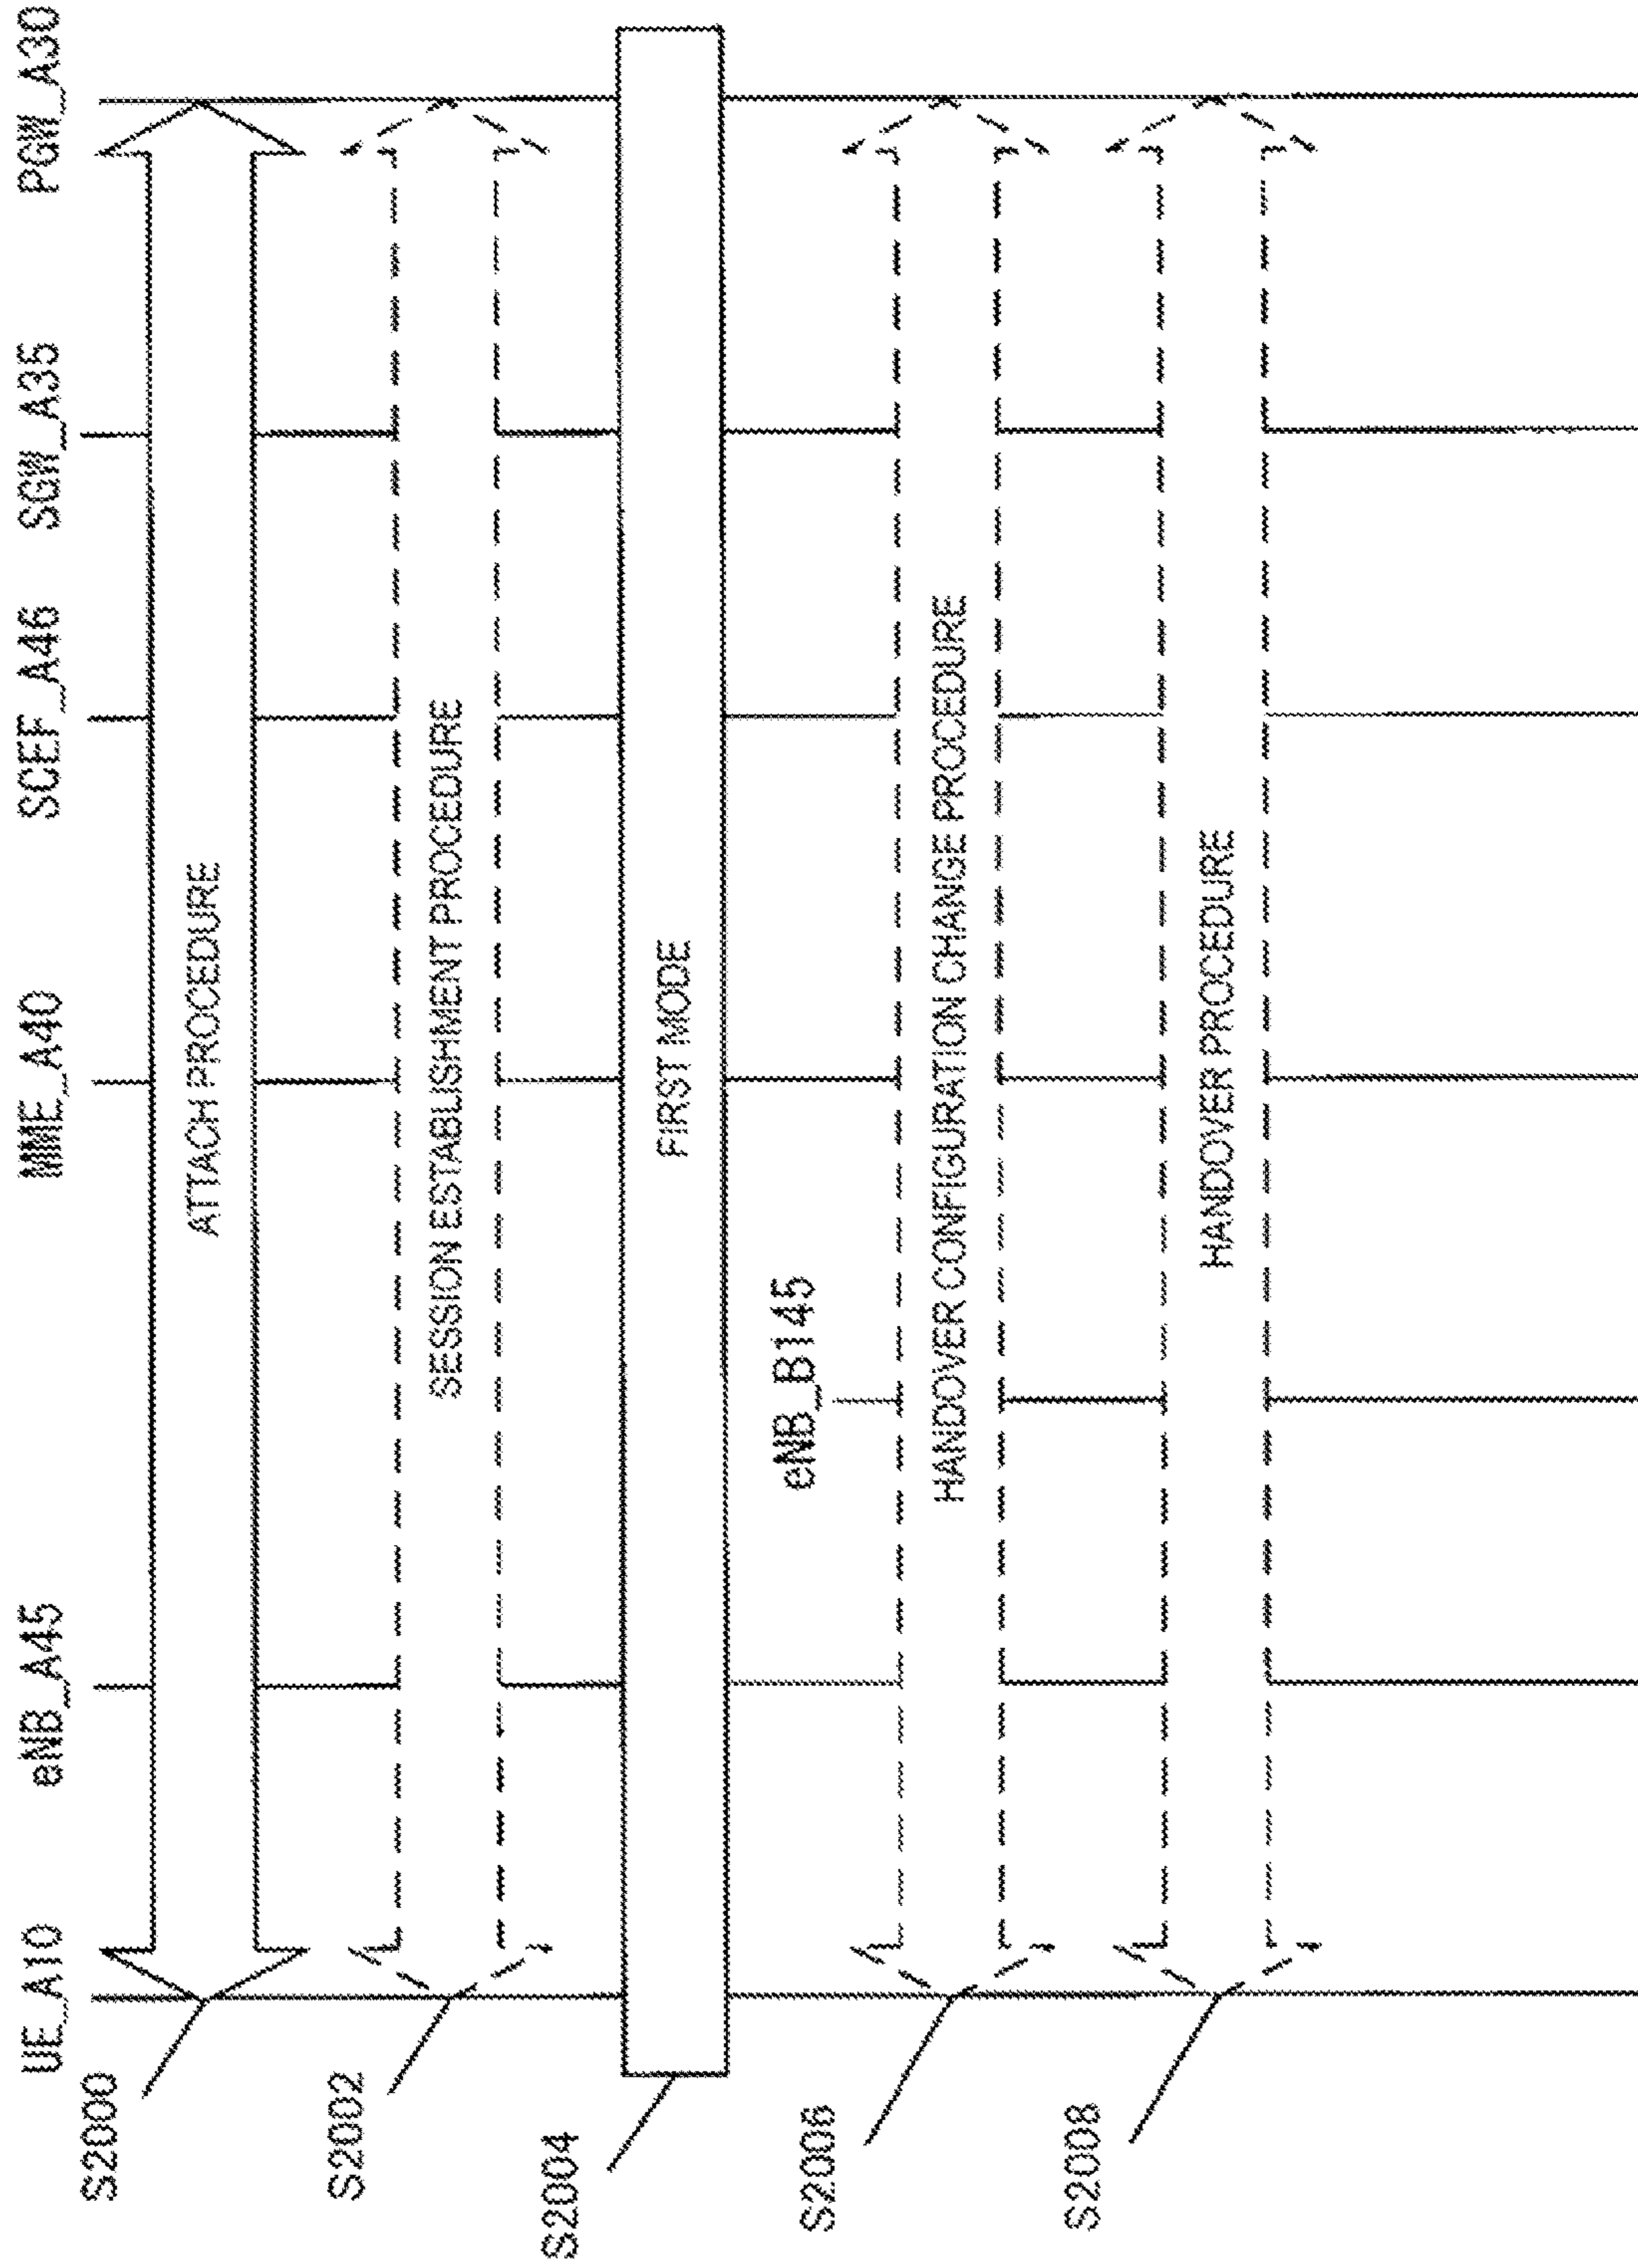 UE_A10
eNB_A45
MME_A40
SCEF_A46
SGW_A35
PGW_A30
S2000
ATTACH PROCEDURE
S2002
SESSION ESTABLISHMENT PROCEDURE
S2004
FIRST MODE
eNB_B145
S2006
HANDOVER CONFIGURATION CHANGE PROCEDURE
S2008
HANDOVER PROCEDURE